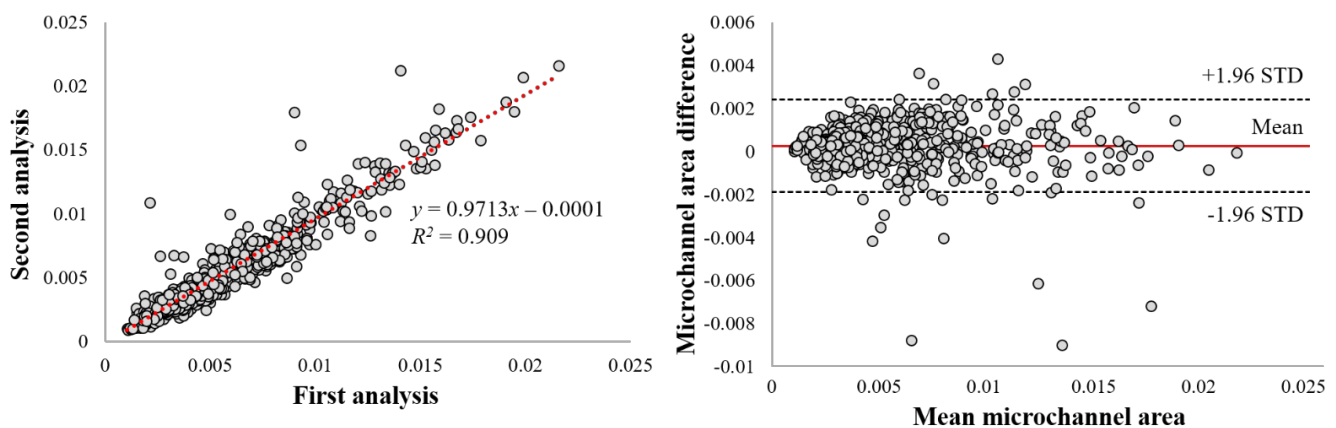 0.025
0.02
0.015
0.01
0.005
0
Second analysis
y = 0.9713x – 0.0001
R² = 0.909
0 0.005 0.01 0.015 0.02 0.025
First analysis
0.006
0.004
0.002
0
-0.002
-0.004
-0.006
-0.008
-0.01
Microchannel area difference
+1.96 STD
Mean
-1.96 STD
0 0.005 0.01 0.015 0.02 0.025
Mean microchannel area